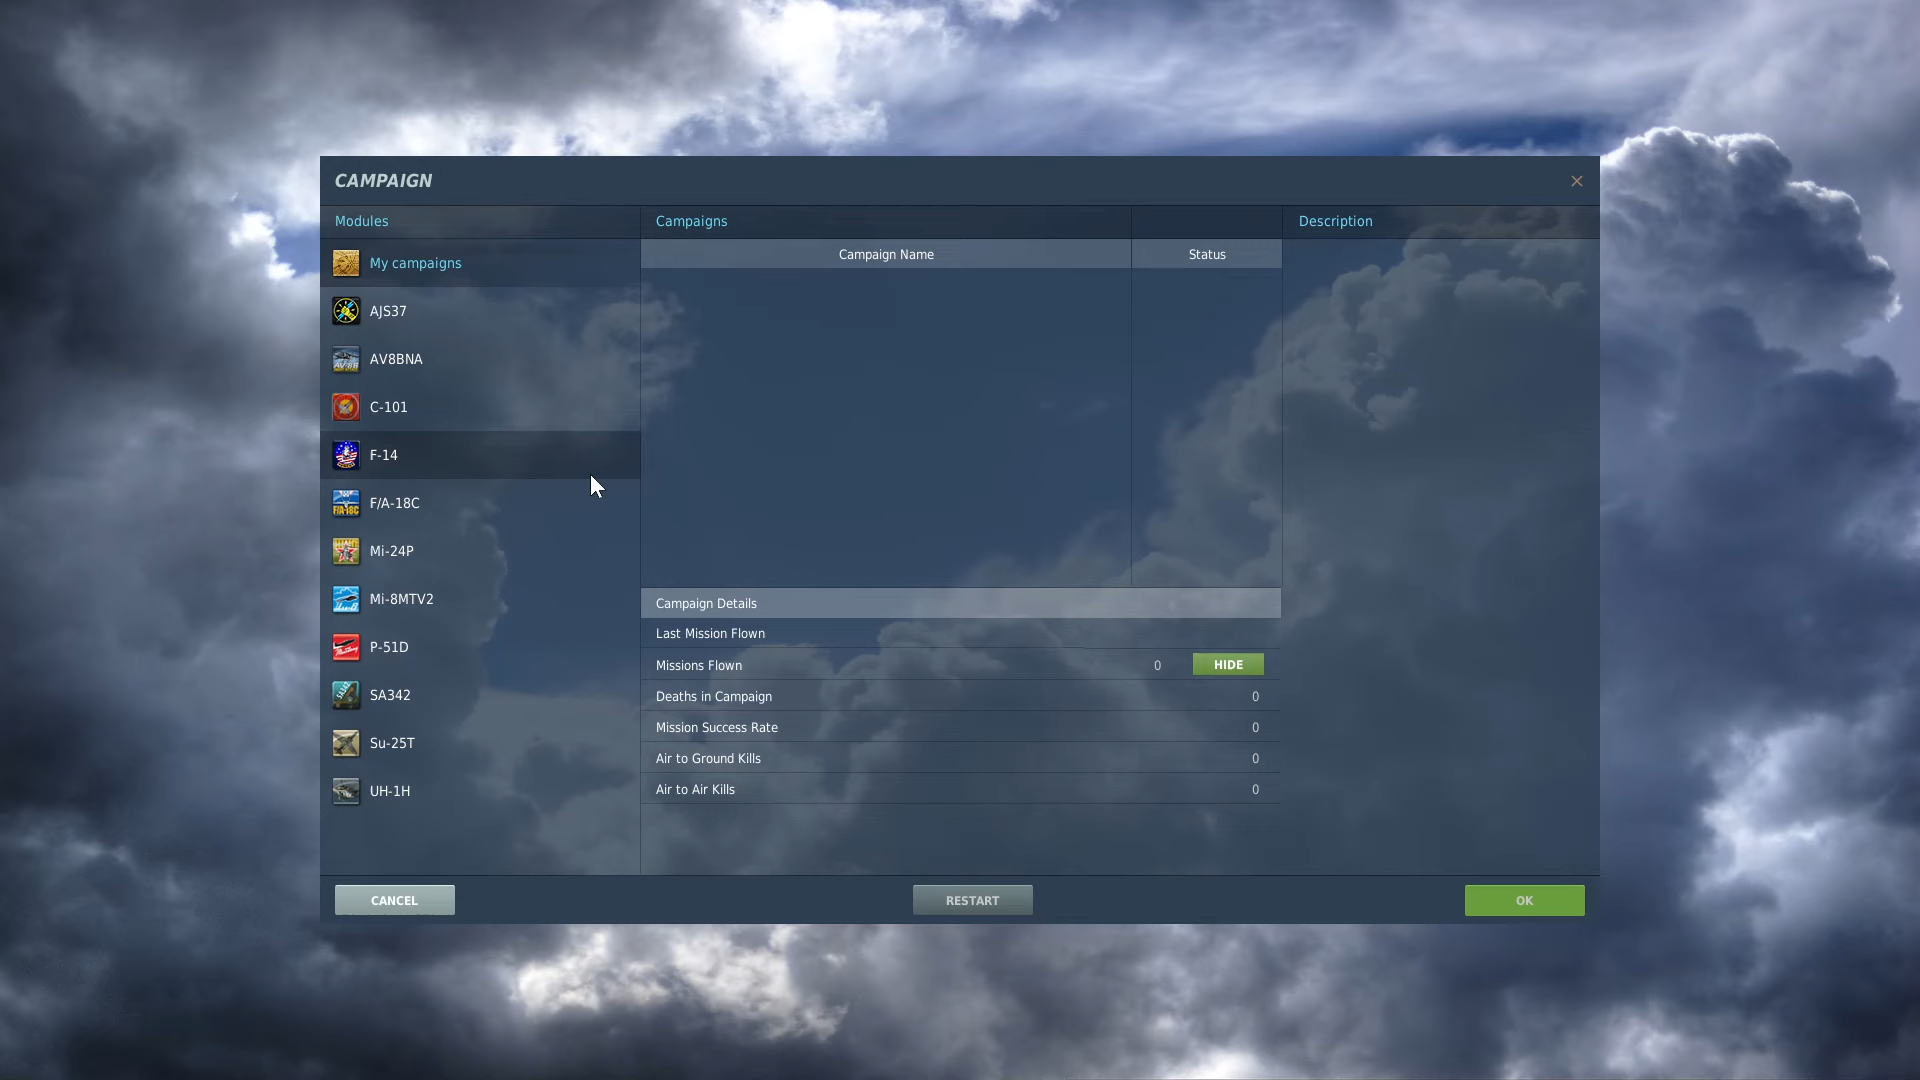 CAMPAIGN
Modules
Campaigns
Description
My campaigns
AJS37
AV8BNA
C-101
F-14
F/A-18C
Mi-24P
Mi-8MTV2
P-51D
SA342
Su-25T
UH-1H
Campaign Name
Status
Campaign Details
Last Mission Flown
Missions Flown 0 HIDE
Deaths in Campaign 0
Mission Success Rate 0
Air to Ground Kills 0
Air to Air Kills 0
CANCEL
RESTART
OK